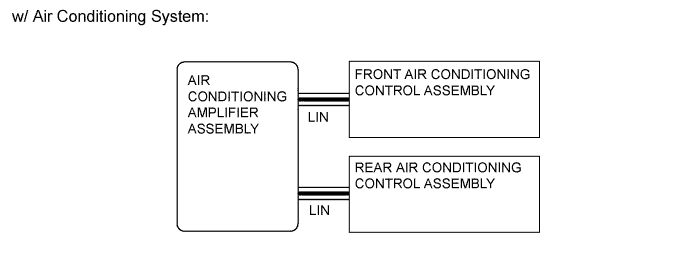 w/ Air Conditioning System:
AIR
CONDITIONING
AMPLIFIER
ASSEMBLY
LIN
FRONT AIR CONDITIONING
CONTROL ASSEMBLY
LIN
REAR AIR CONDITIONING
CONTROL ASSEMBLY